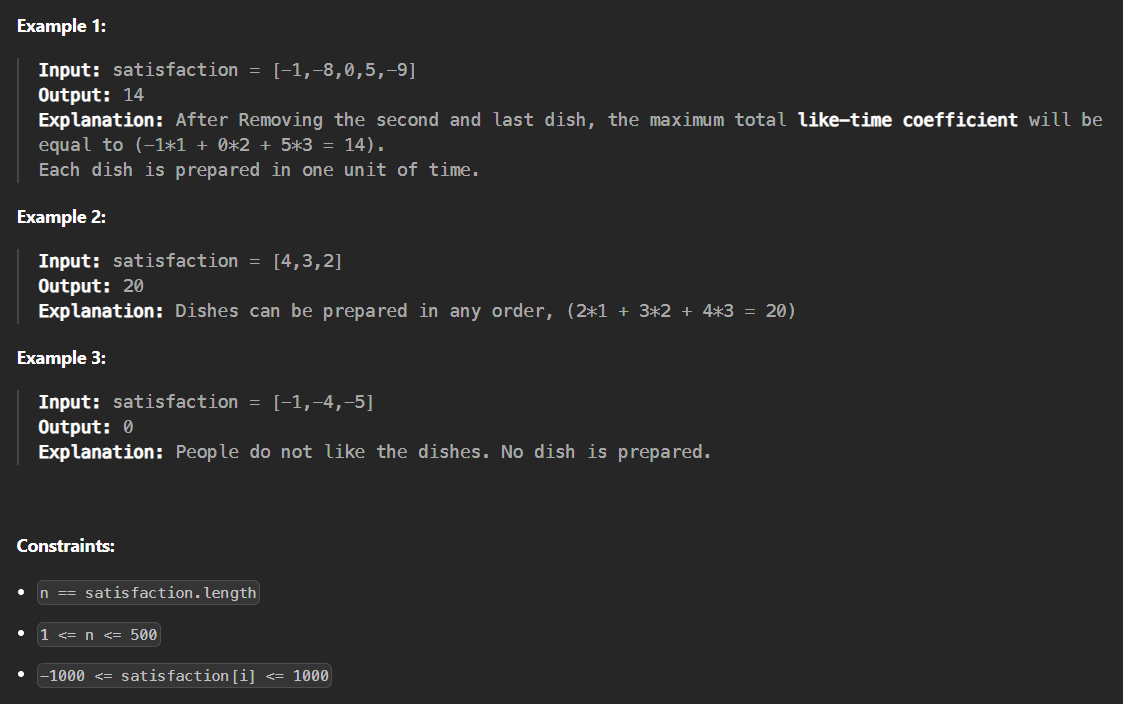 Example 1:
Input: satisfaction = [-1,-8,0,5,-9]
Output: 14
Explanation: After Removing the second and last dish, the maximum total like-time coefficient will be
equal to (-1*1 + 0*2 + 5*3 = 14).
Each dish is prepared in one unit of time.
Example 2:
Input: satisfaction = [4,3,2]
Output: 20
Explanation: Dishes can be prepared in any order, (2*1 + 3*2 + 4*3 = 20)
Example 3:
Input: satisfaction = [-1,-4,-5]
Output: 0
Explanation: People do not like the dishes. No dish is prepared.
Constraints:
• n == satisfaction.length
• 1 <= n <= 500
• -1000 <= satisfaction[i] <= 1000